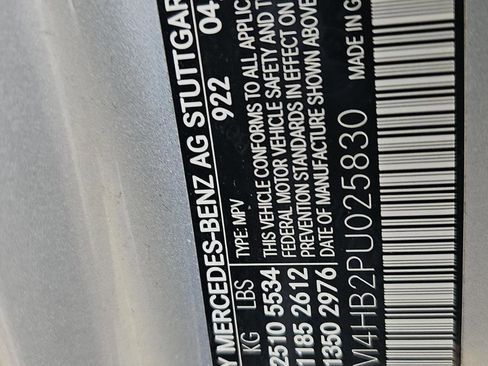 Y MERCEDES-BENZ AG STUTTGAR
922 04
KG LBS TYPE: MPV
2510 5534 THIS VEHICLE CONFORMS TO ALL APPLIC
1185 2612 FEDERAL MOTOR VEHICLE SAFETY AND T
1350 2976 PREVENTION STANDARDS IN EFFECT ON
DATE OF MANUFACTURE SHOWN ABOVE
M4HB2PU025830 MADE IN